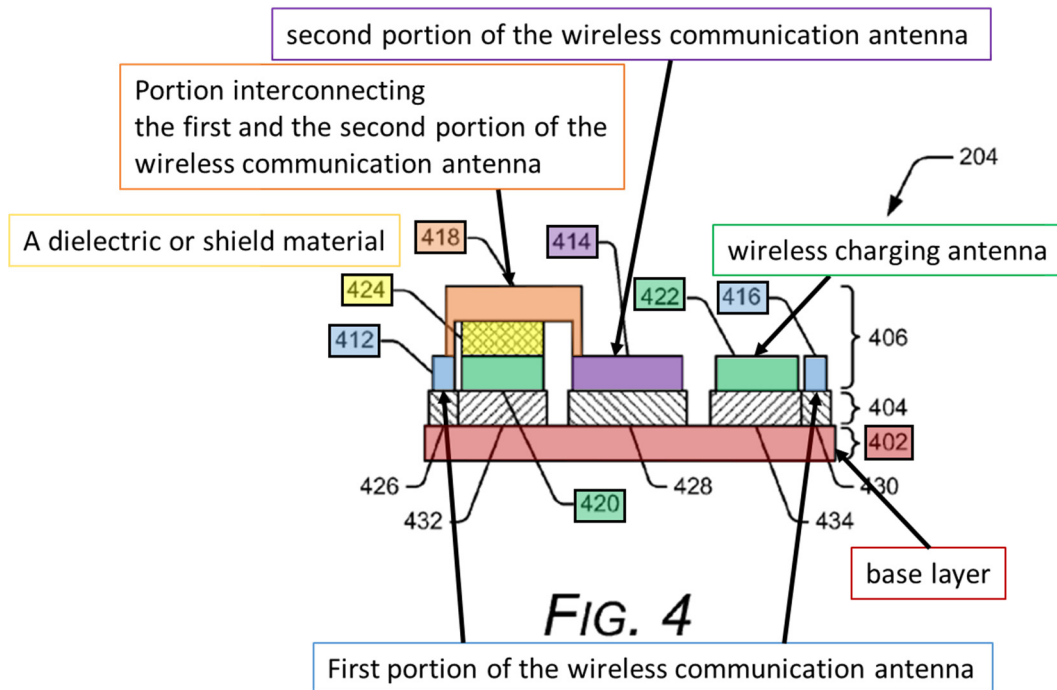 second portion of the wireless communication antenna
Portion interconnecting
the first and the second portion of the
wireless communication antenna
204
A dielectric or shield material
418
414
wireless charging antenna
424
422
416
412
406
404
402
426
428
430
432
420
434
base layer
FIG. 4
First portion of the wireless communication antenna